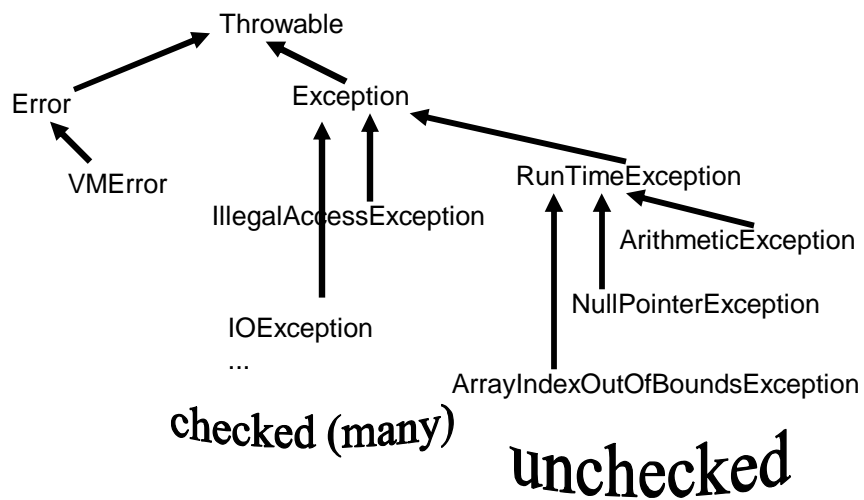 Throwable
Error
Exception
VMError
RunTimeException
IllegalAccessException
ArithmeticException
NullPointerException
IOException
...
ArrayIndexOutOfBoundsException
checked (many)
unchecked